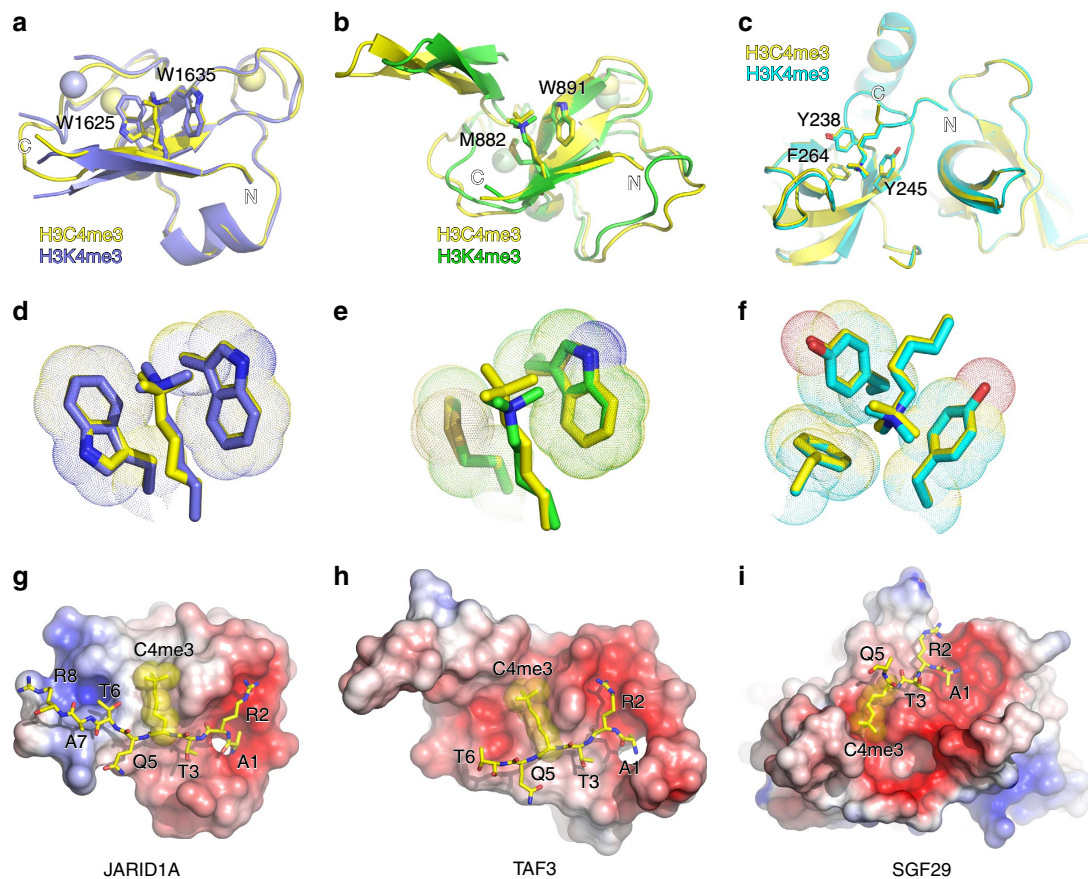 a
W1635
W1625
C
N
H3C4me3
H3K4me3
b
W891
M882
C
N
H3C4me3
H3K4me3
c
H3C4me3
H3K4me3
C
N
Y238
F264
Y245
d
e
f
g
C4me3
R8
T6
R2
A7
Q5
T3
A1
JARID1A
h
C4me3
R2
T6
Q5
T3
A1
TAF3
i
Q5
R2
T3
A1
C4me3
SGF29